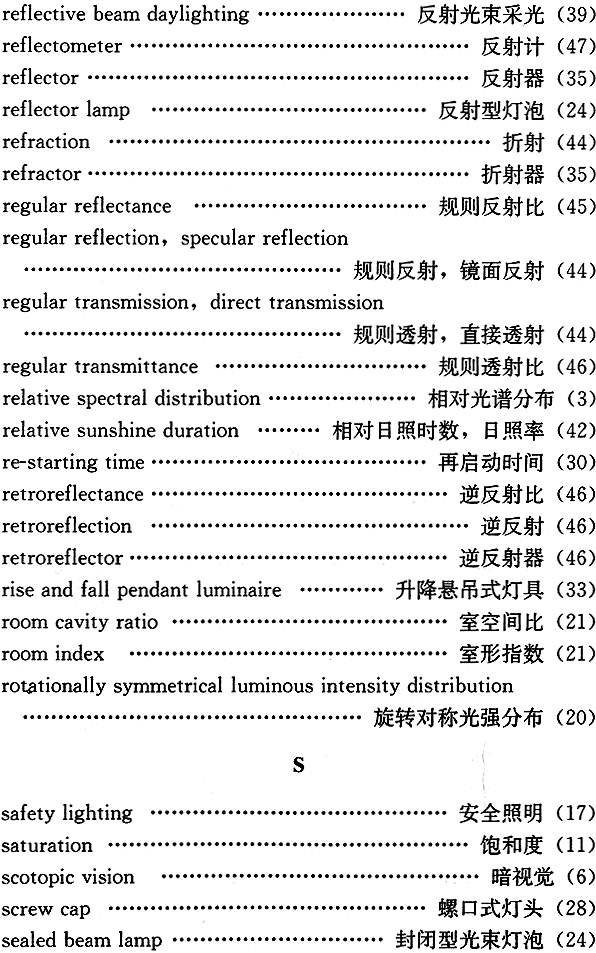 reflective beam daylighting ………………… 反射光束采光（39）
reflectometer ………………………………………… 反射计（47）
reflector ……………………………………………… 反射器（35）
reflector lamp ………………………………… 反射型灯泡（24）
refraction ……………………………………………… 折射（44）
refractor ……………………………………………… 折射器（35）
regular reflectance …………………………… 规则反射比（45）
regular reflection，specular reflection
……………………………………… 规则反射，镜面反射（44）
regular transmission，direct transmission
……………………………………… 规则透射，直接透射（44）
regular transmittance ………………………… 规则透射比（46）
relative spectral distribution ………………… 相对光谱分布（3）
relative sunshine duration ……… 相对日照时数，日照率（42）
re-starting time ………………………………… 再启动时间（30）
retroreflectance …………………………………… 逆反射比（46）
retroreflection ……………………………………… 逆反射（46）
retroreflector ……………………………………… 逆反射器（46）
rise and fall pendant luminaire ………… 升降悬吊式灯具（33）
room cavity ratio ………………………………… 室空间比（21）
room index ……………………………………… 室形指数（21）
rotationally symmetrical luminous intensity distribution
………………………………………… 旋转对称光强分布（20）
S
safety lighting …………………………………… 安全照明（17）
saturation …………………………………………… 饱和度（11）
scotopic vision ……………………………………… 暗视觉（6）
screw cap ……………………………………… 螺口式灯头（28）
sealed beam lamp ………………………… 封闭型光束灯泡（24）